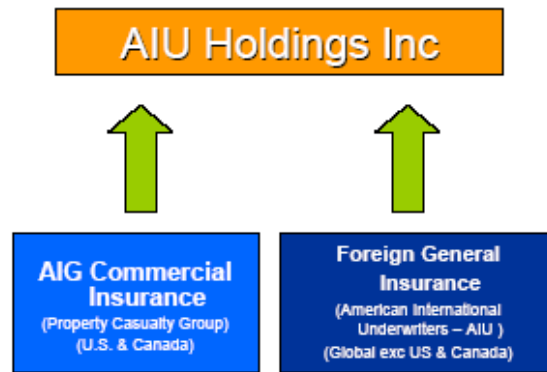 AIU Holdings Inc
AIG Commercial
Insurance
(Property Casualty Group)
(U.S. & Canada)
Foreign General
Insurance
(American International
Underwriters – AIU )
(Global exc US & Canada)